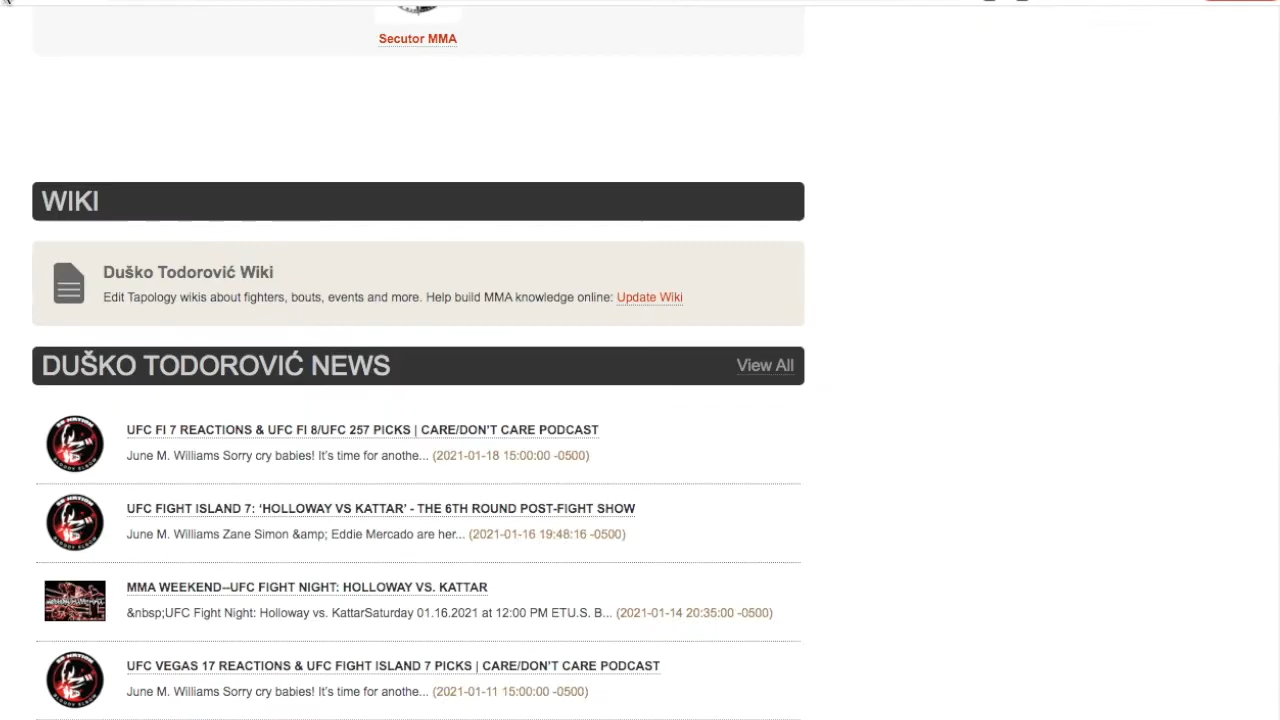 Secutor MMA
WIKI
Duško Todorović Wiki
Edit Tapology wikis about fighters, bouts, events and more. Help build MMA knowledge online: Update Wiki
DUŠKO TODOROVIĆ NEWS
View All
UFC FI 7 REACTIONS & UFC FI 8/UFC 257 PICKS | CARE/DON'T CARE PODCAST
June M. Williams Sorry cry babies! It's time for anothe... (2021-01-18 15:00:00 -0500)
UFC FIGHT ISLAND 7: ‘HOLLOWAY VS KATTAR’ - THE 6TH ROUND POST-FIGHT SHOW
June M. Williams Zane Simon &amp; Eddie Mercado are her... (2021-01-16 19:48:16 -0500)
MMA WEEKEND--UFC FIGHT NIGHT: HOLLOWAY VS. KATTAR
&nbsp;UFC Fight Night: Holloway vs. KattarSaturday 01.16.2021 at 12:00 PM ETU.S. B... (2021-01-14 20:35:00 -0500)
UFC VEGAS 17 REACTIONS & UFC FIGHT ISLAND 7 PICKS | CARE/DON'T CARE PODCAST
June M. Williams Sorry cry babies! It's time for anothe... (2021-01-11 15:00:00 -0500)